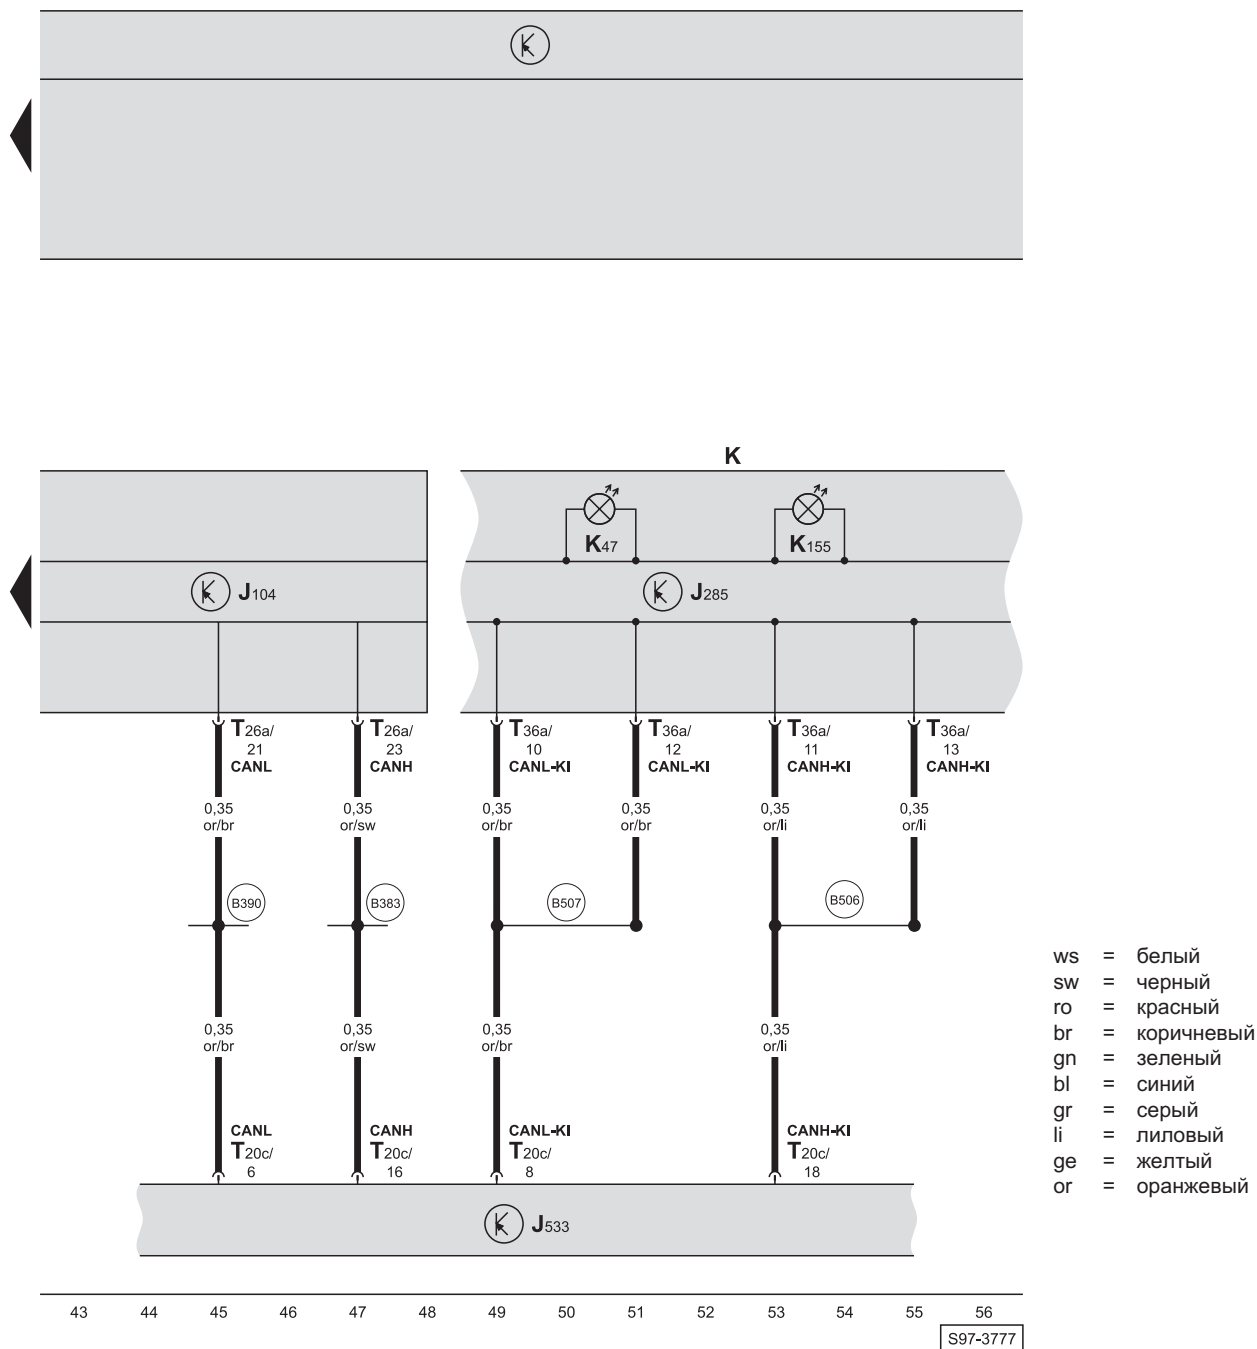 K
K47
K155
J104
J285
T26a/
21
CANL
T26a/
23
CANH
T36a/
10
CANL-KI
T36a/
12
CANL-KI
T36a/
11
CANH-KI
T36a/
13
CANH-KI
0,35
or/br
0,35
or/sw
0,35
or/br
0,35
or/br
0,35
or/li
0,35
or/li
B390
B383
B507
B506
0,35
or/br
0,35
or/sw
0,35
or/br
0,35
or/li
CANL
T20c/
6
CANH
T20c/
16
CANL-KI
T20c/
8
CANH-KI
T20c/
18
J533
ws = белый
sw = черный
ro = красный
br = коричневый
gn = зеленый
bl = синий
gr = серый
li = лиловый
ge = желтый
or = оранжевый
43 44 45 46 47 48 49 50 51 52 53 54 55 56
S97-3777